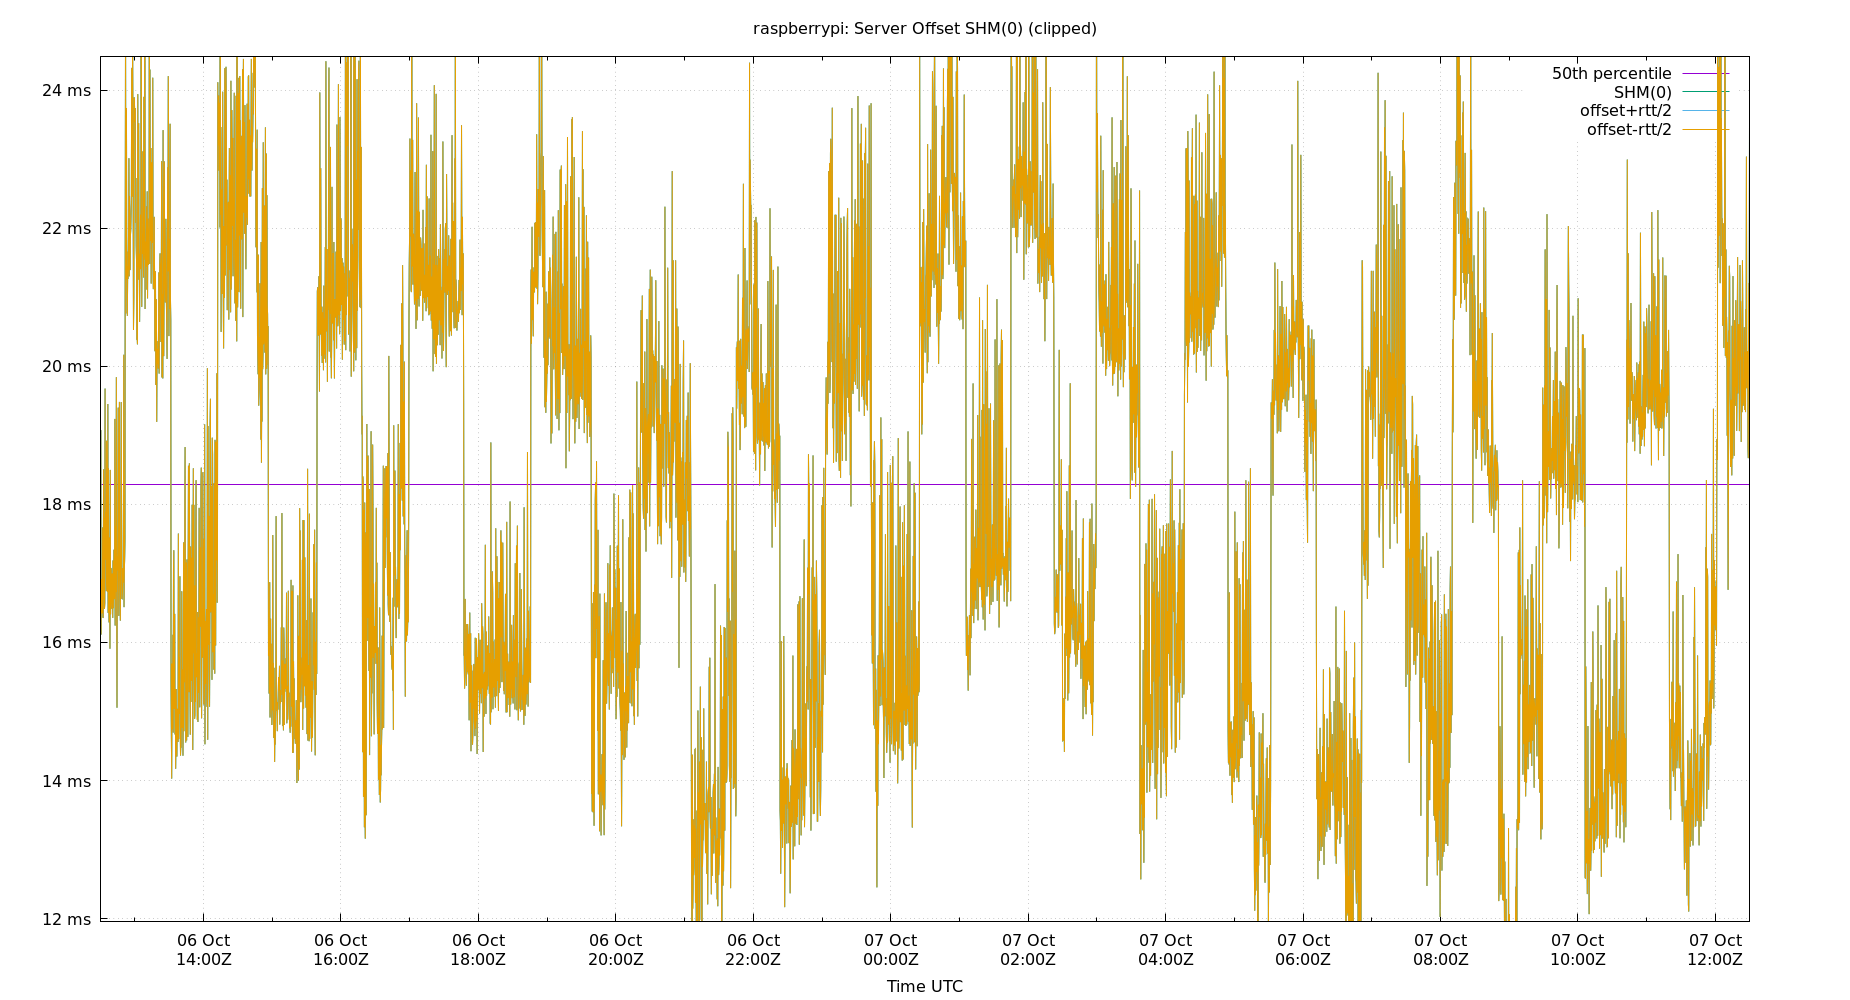 raspberrypi: Server Offset SHM(0) (clipped)
50th percentile
SHM(0)
offset+rtt/2
offset-rtt/2
24 ms
22 ms
20 ms
18 ms
16 ms
14 ms
12 ms
06 Oct 06 Oct 06 Oct 06 Oct 06 Oct 07 Oct 07 Oct 07 Oct 07 Oct 07 Oct 07 Oct 07 Oct
14:00Z 16:00Z 18:00Z 20:00Z 22:00Z 00:00Z 02:00Z 04:00Z 06:00Z 08:00Z 10:00Z 12:00Z
Time UTC